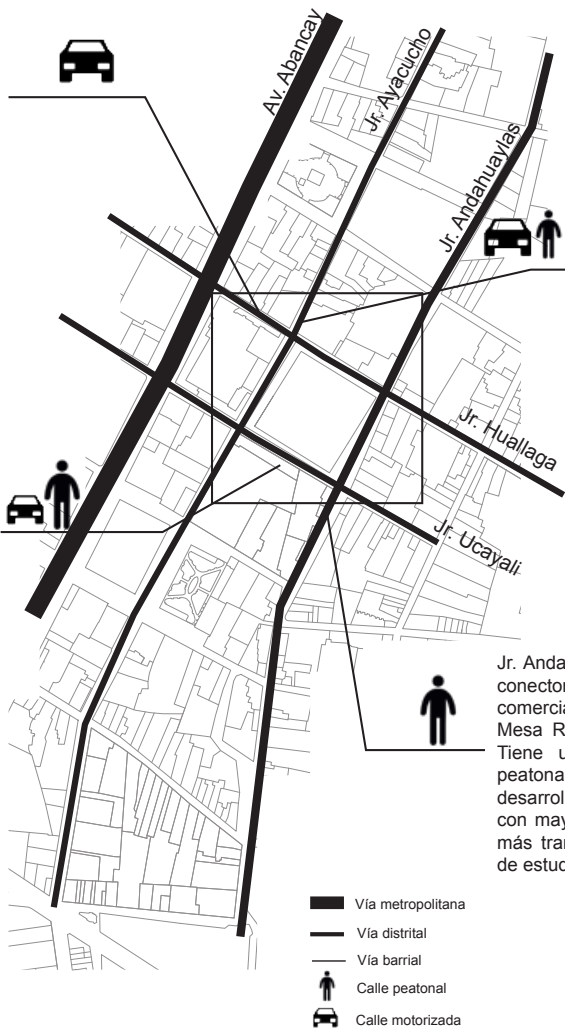 Av. Abancay
Jr. Ayacucho
Jr. Andahuaylas
Jr. Huallaga
Jr. Ucayali
Jr. Anda
conector
comercia
Mesa R
Tiene u
peatona
desarrol
con may
más tran
de estuc
Vía metropolitana
Vía distrital
Vía barrial
Calle peatonal
Calle motorizada